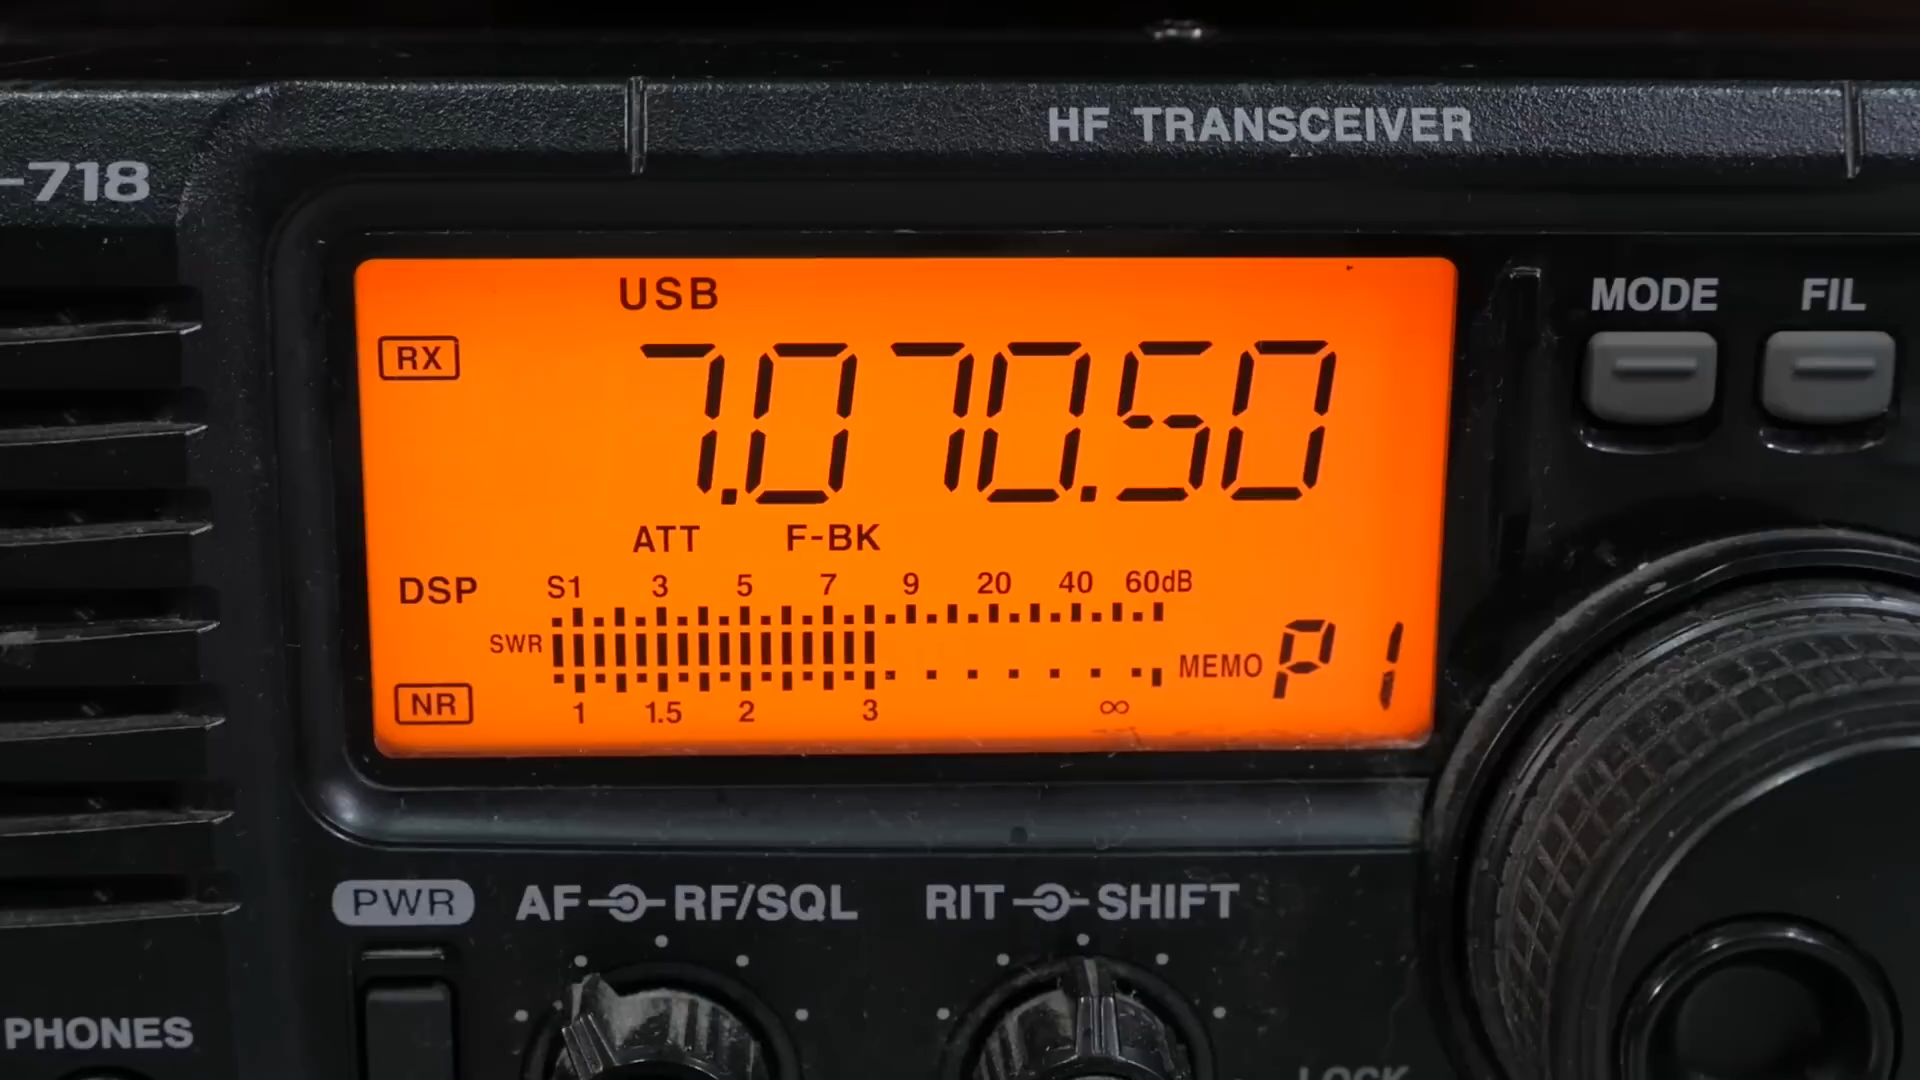 HF TRANSCEIVER
-718
USB
MODE FIL
RX
7.070.50
ATT F-BK
DSP S1 3 5 7 9 20 40 60dB
SWR
MEMO P1
NR
1 1.5 2 3 ∞
PWR AF RF/SQL RIT SHIFT
PHONES
LOCK